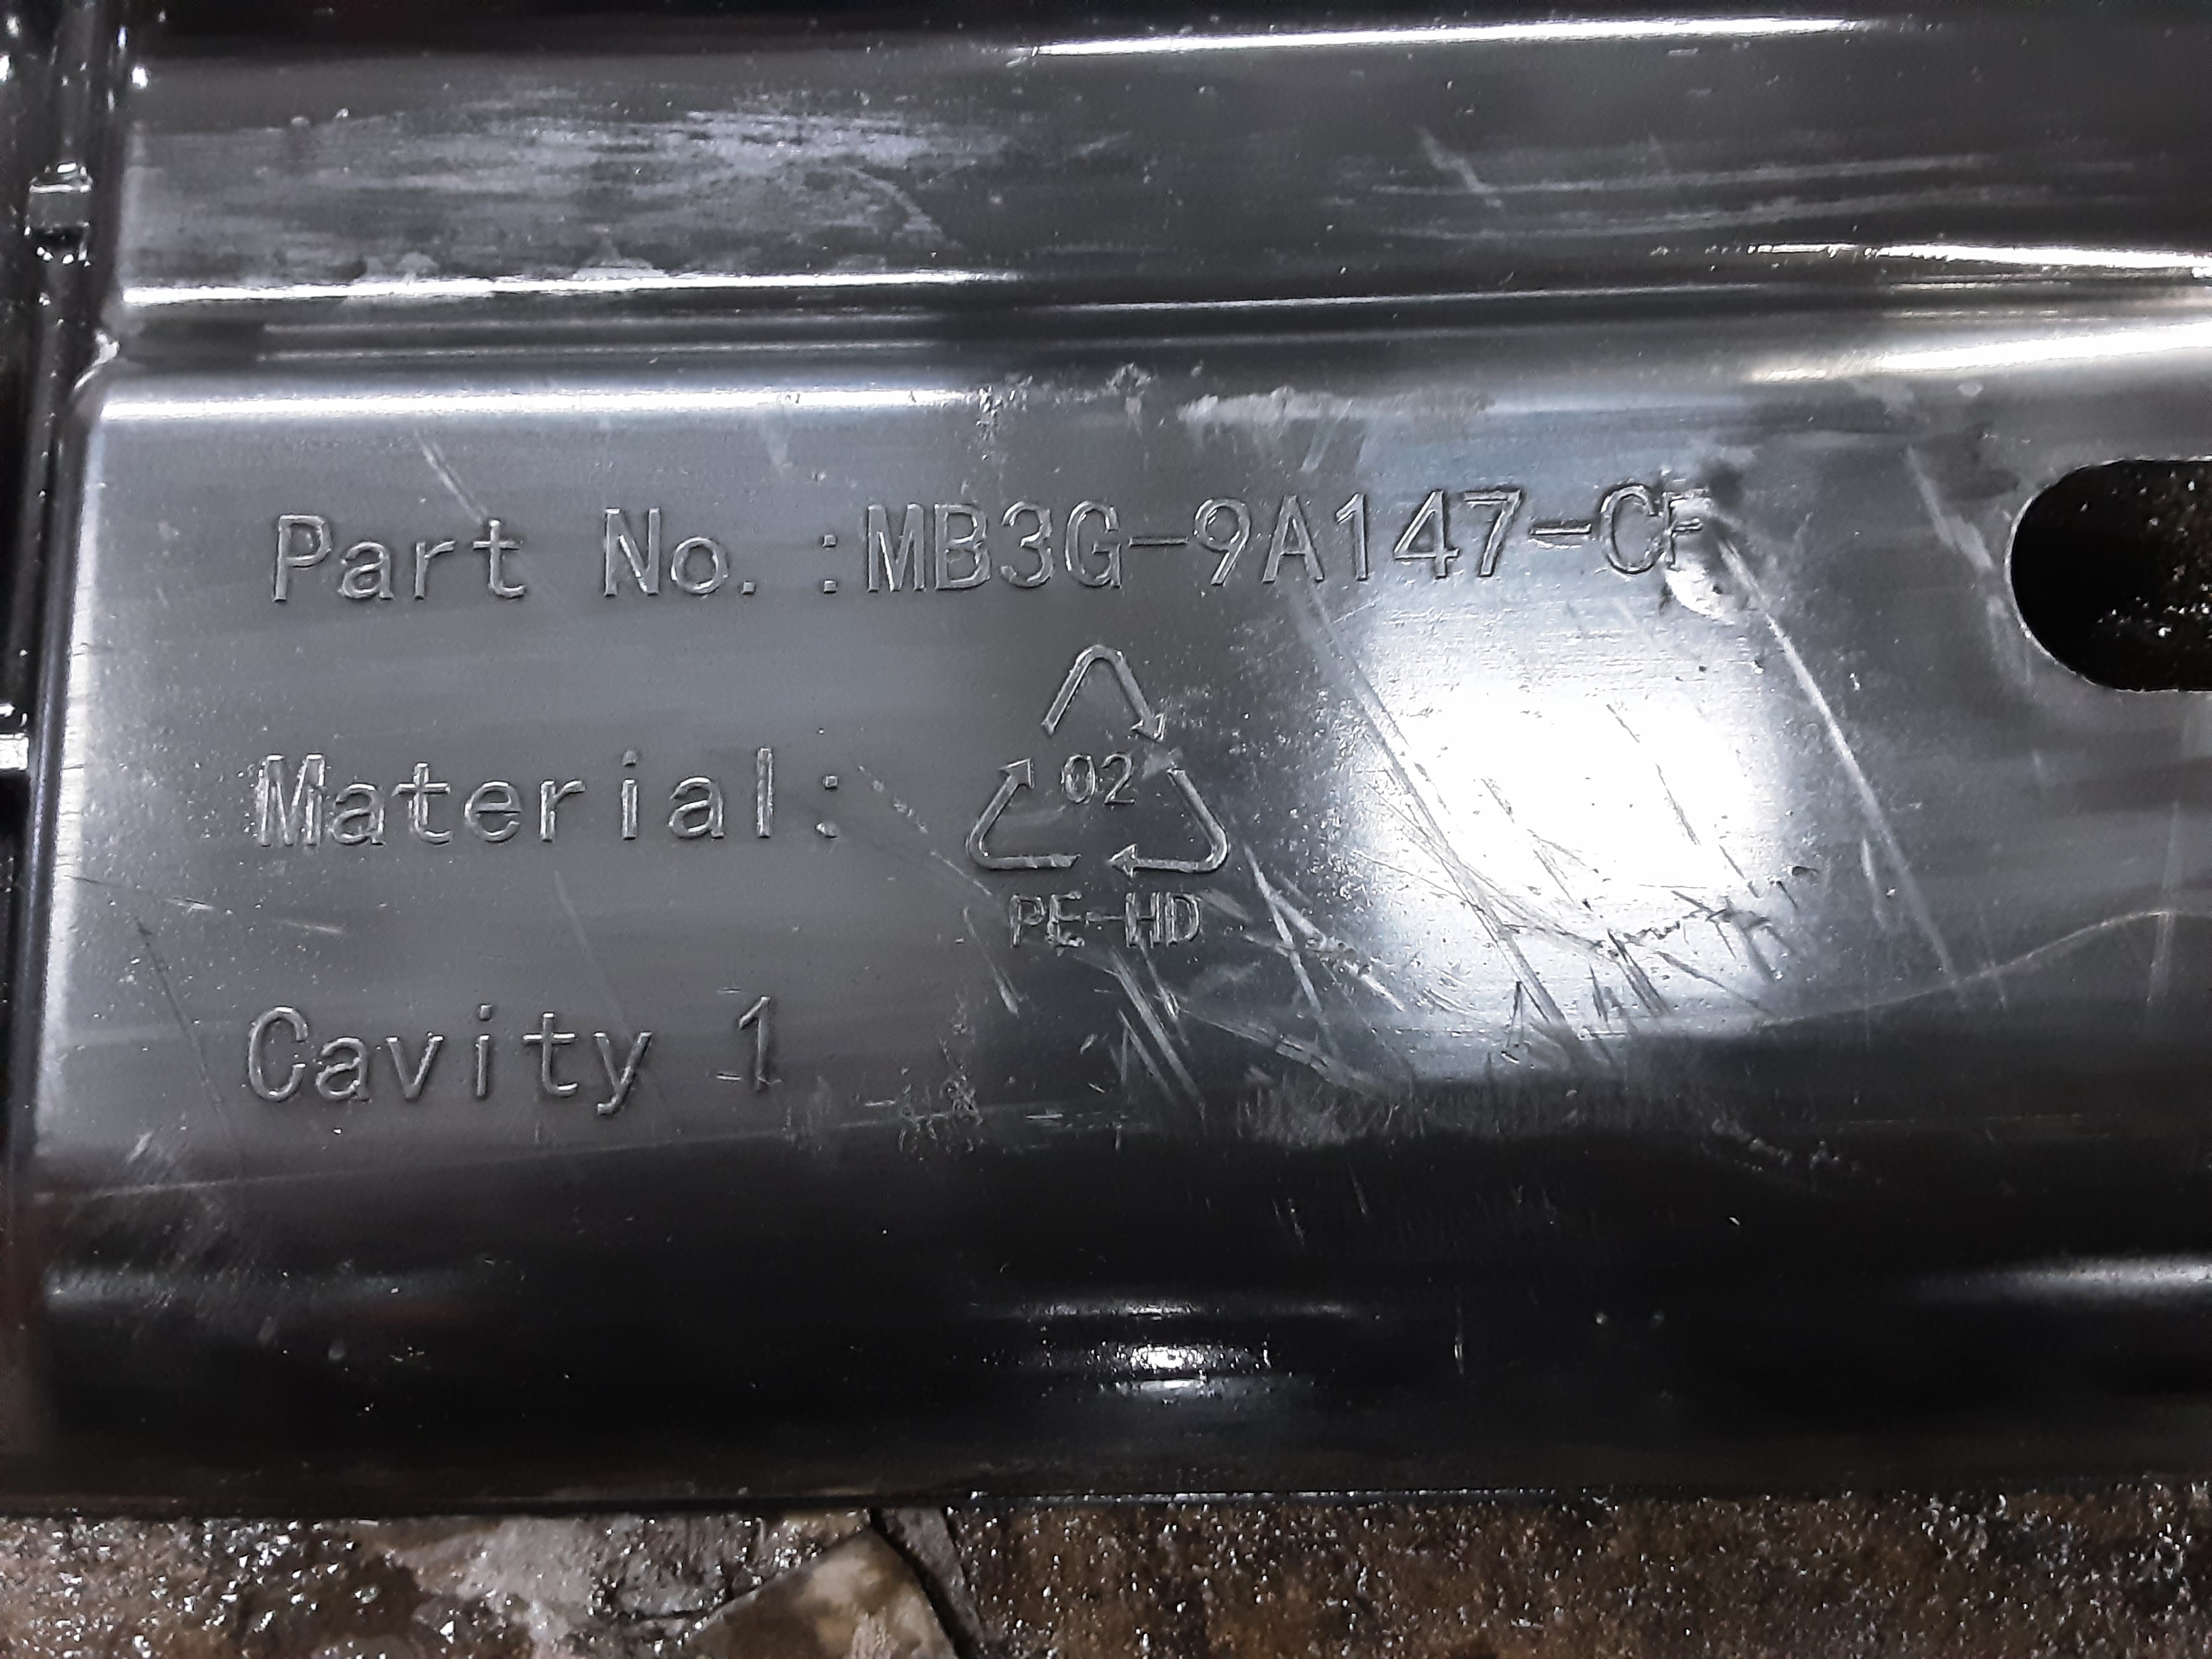 Part No.:MB3G-9A147-CF
Material:
02
PE-HD
Cavity 1